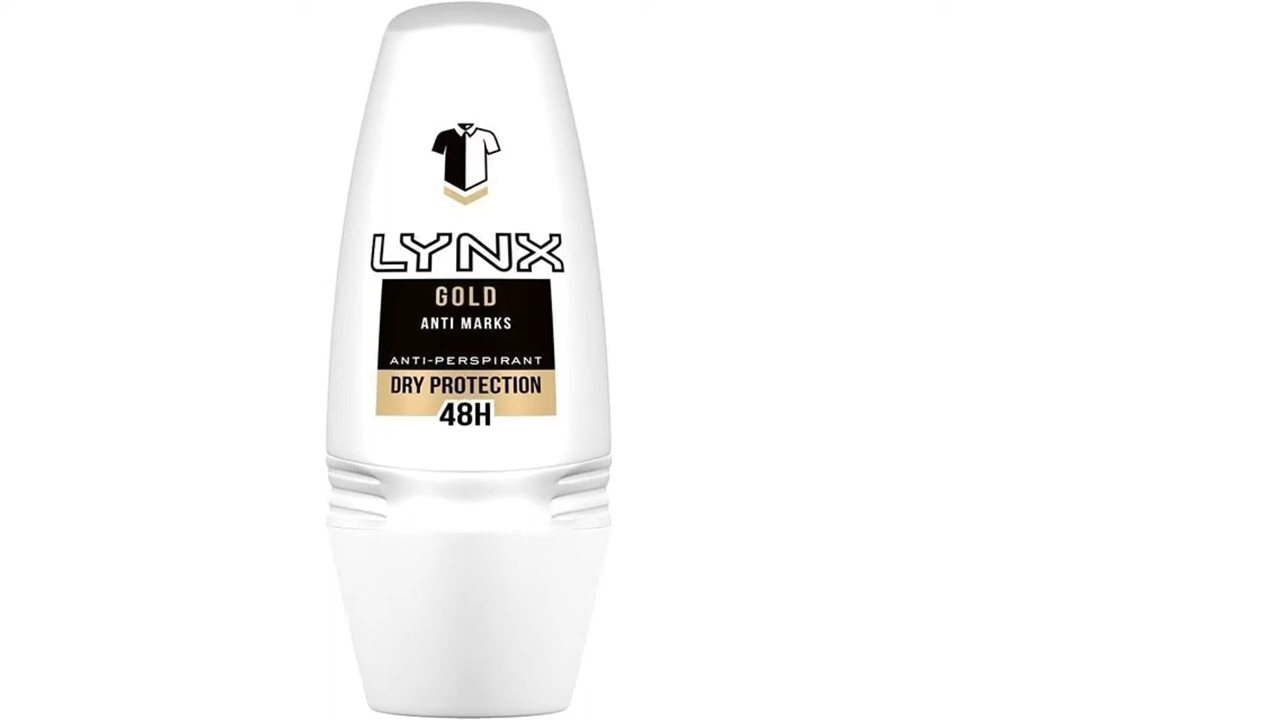 LYNX
GOLD
ANTI MARKS
ANTI-PERSPIRANT
DRY PROTECTION
48H